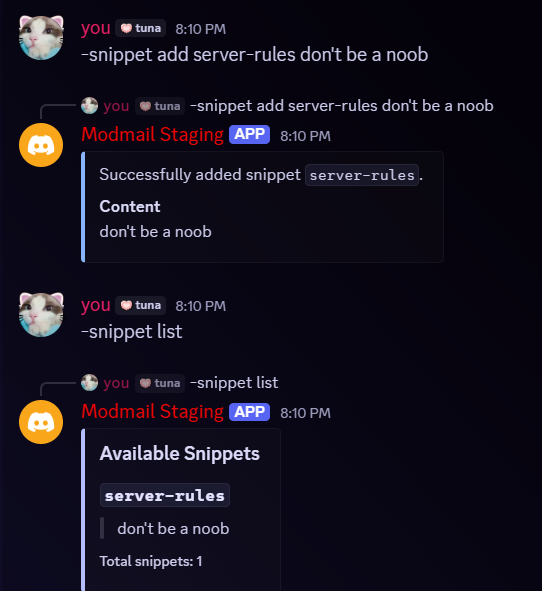 you tuna 8:10 PM
-snippet add server-rules don't be a noob
you tuna -snippet add server-rules don't be a noob
Modmail Staging APP 8:10 PM
Successfully added snippet server-rules.
Content
don't be a noob
you tuna 8:10 PM
-snippet list
you tuna -snippet list
Modmail Staging APP 8:10 PM
Available Snippets
server-rules
don't be a noob
Total snippets: 1